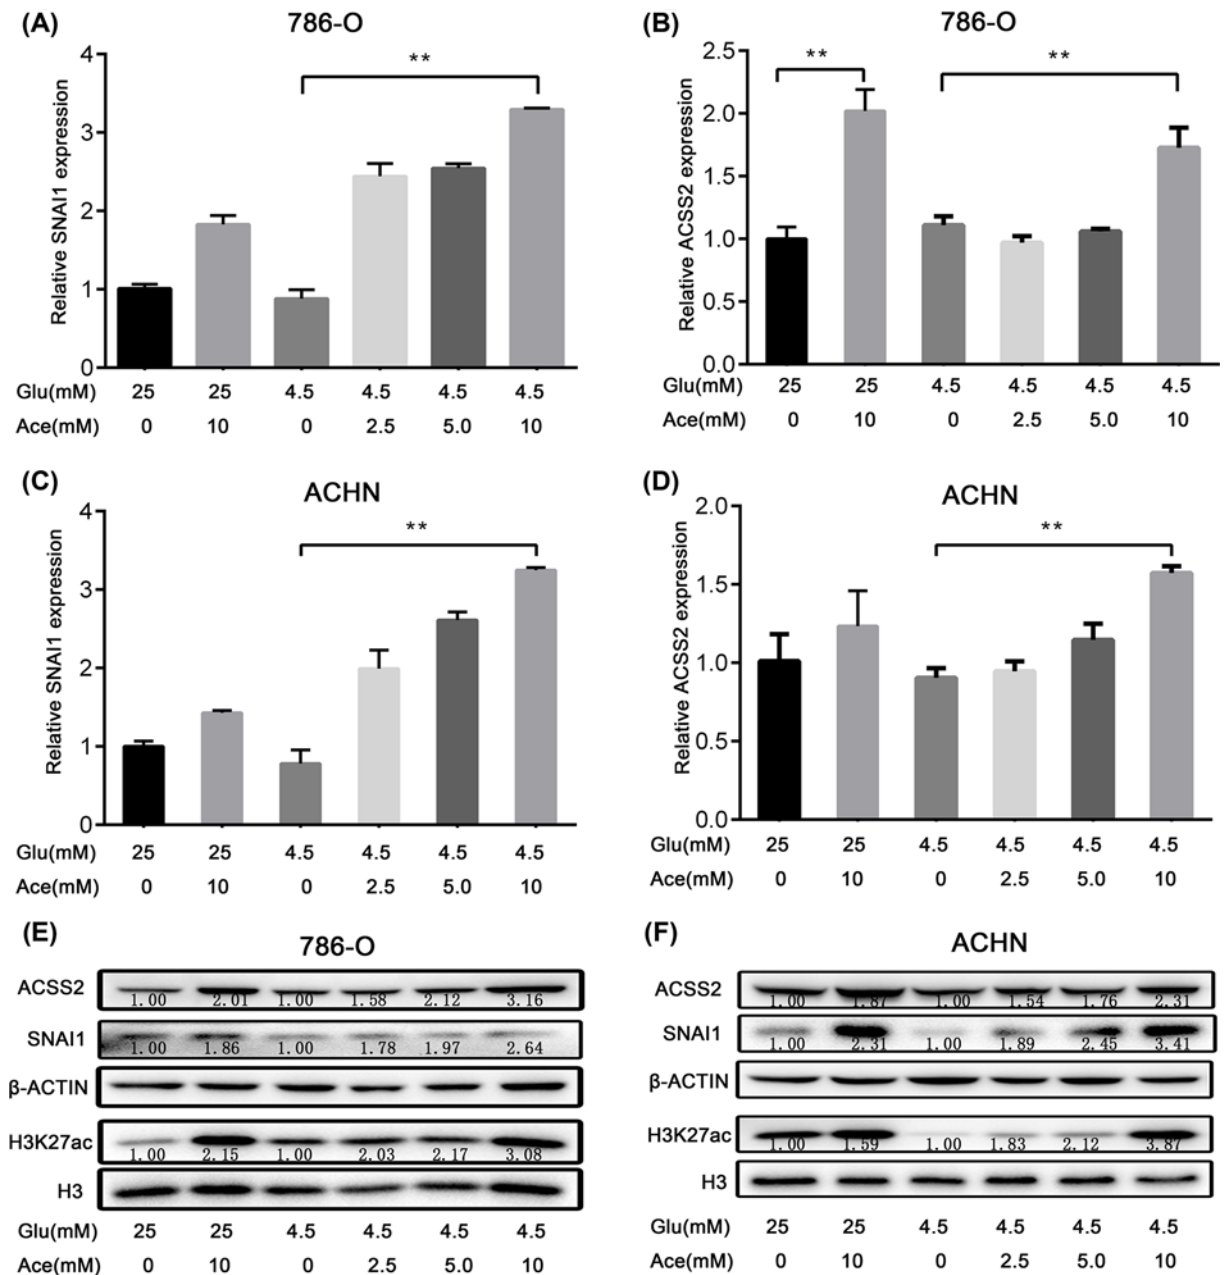 (A)
786-O
Relative SNAI1 expression
4
3
2
1
0
**
Glu(mM) 25 25 4.5 4.5 4.5 4.5
Ace(mM) 0 10 0 2.5 5.0 10
(B)
786-O
Relative ACSS2 expression
2.5
2.0
1.5
1.0
0.5
0.0
**
**
Glu(mM) 25 25 4.5 4.5 4.5 4.5
Ace(mM) 0 10 0 2.5 5.0 10
(C)
ACHN
Relative SNAI1 expression
4
3
2
1
0
**
Glu(mM) 25 25 4.5 4.5 4.5 4.5
Ace(mM) 0 10 0 2.5 5.0 10
(D)
ACHN
Relative ACSS2 expression
2.0
1.5
1.0
0.5
0.0
**
Glu(mM) 25 25 4.5 4.5 4.5 4.5
Ace(mM) 0 10 0 2.5 5.0 10
(E)
786-O
ACSS2 1.00 2.01 1.00 1.58 2.12 3.16
SNAI1 1.00 1.86 1.00 1.78 1.97 2.64
β-ACTIN
H3K27ac 1.00 2.15 1.00 2.03 2.17 3.08
H3
Glu(mM) 25 25 4.5 4.5 4.5 4.5
Ace(mM) 0 10 0 2.5 5.0 10
(F)
ACHN
ACSS2 1.00 1.87 1.00 1.54 1.76 2.31
SNAI1 1.00 2.31 1.00 1.89 2.45 3.41
β-ACTIN
H3K27ac 1.00 1.59 1.00 1.83 2.12 3.87
H3
Glu(mM) 25 25 4.5 4.5 4.5 4.5
Ace(mM) 0 10 0 2.5 5.0 10